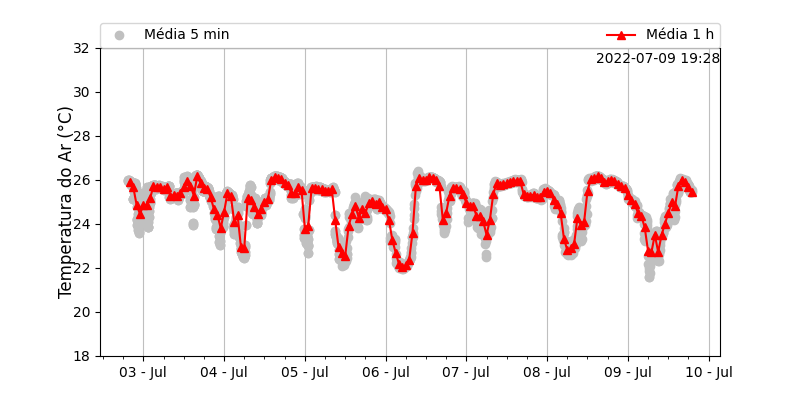 Média 5 min
Média 1 h
2022-07-09 19:28
Temperatura do Ar (°C)
32
30
28
26
24
22
20
18
03 - Jul
04 - Jul
05 - Jul
06 - Jul
07 - Jul
08 - Jul
09 - Jul
10 - Jul